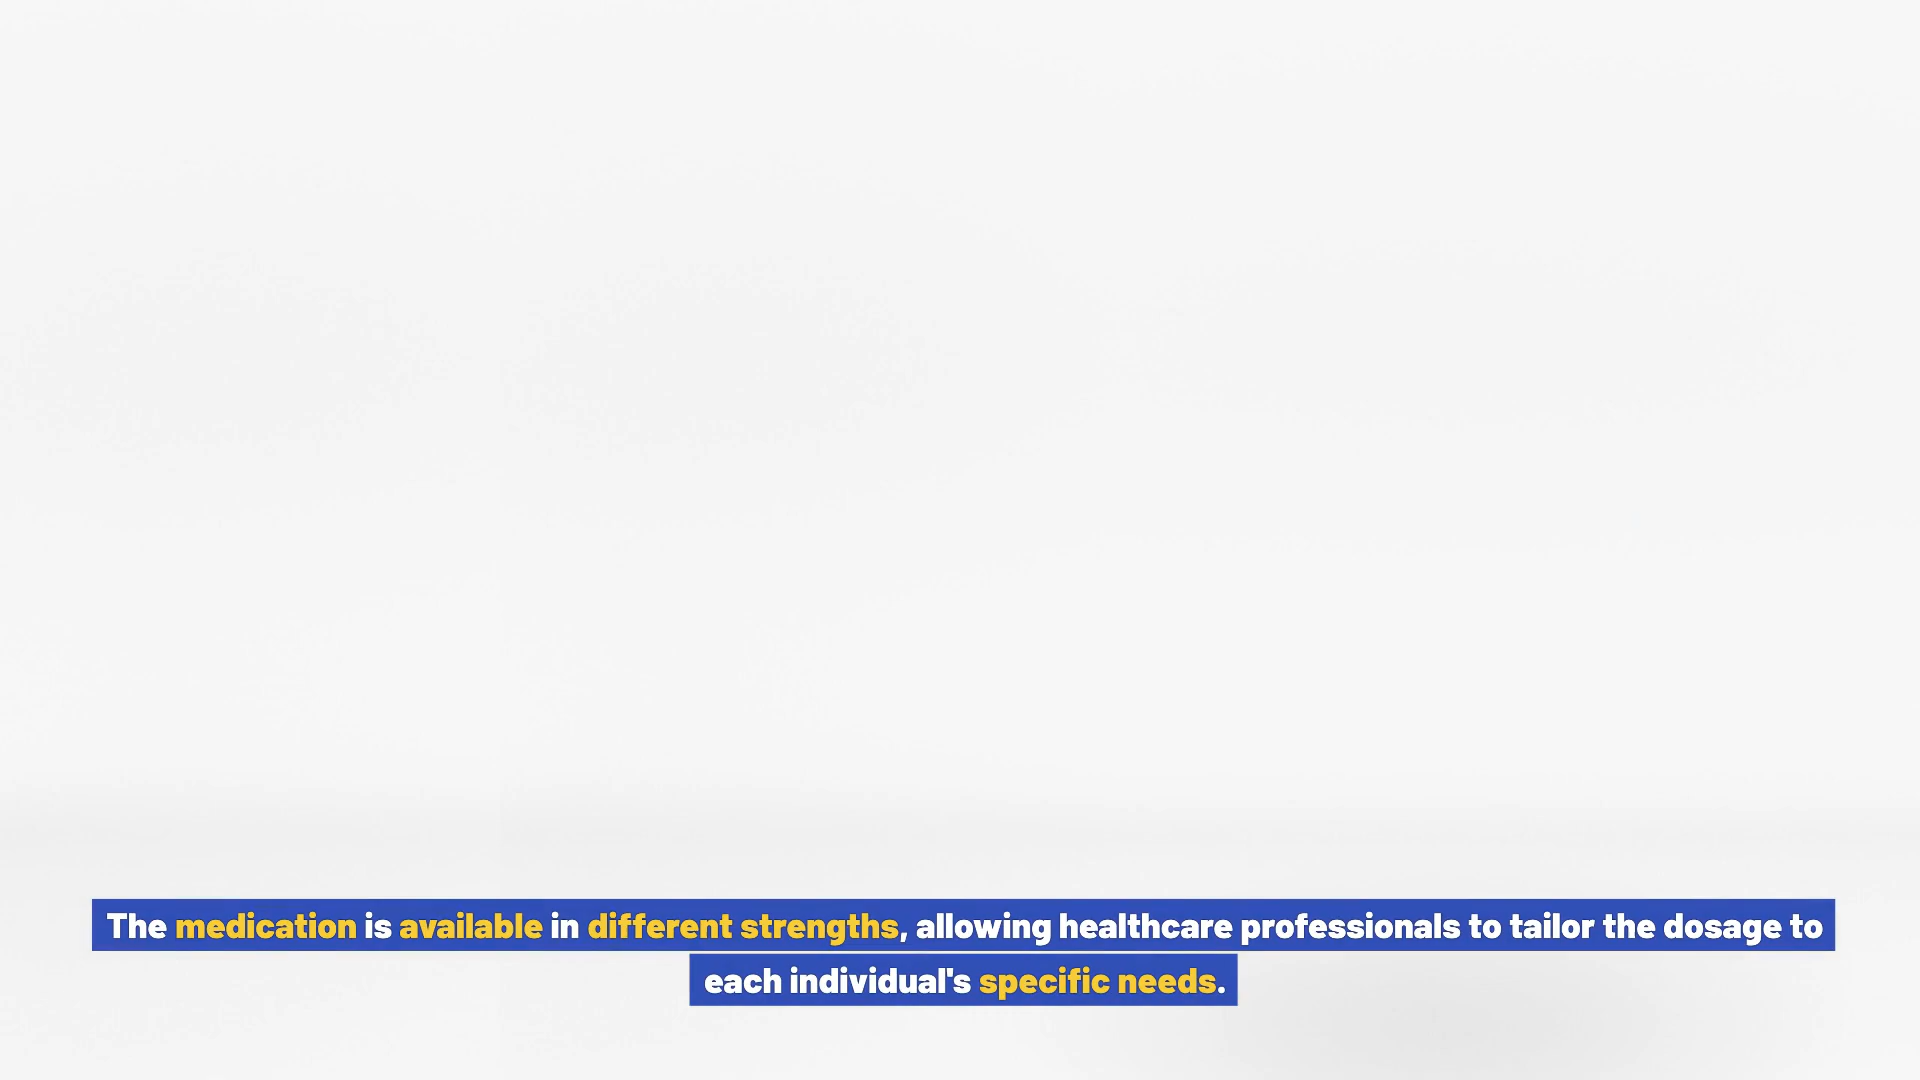 The medication is available in different strengths, allowing healthcare professionals to tailor the dosage to
each individual's specific needs.